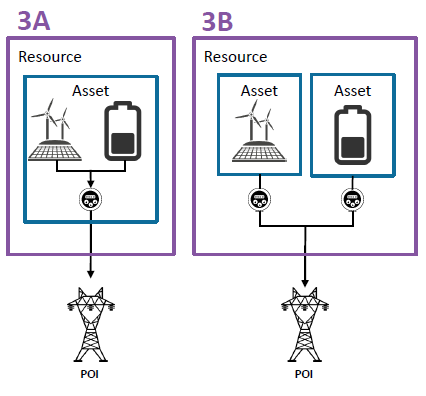 3A
3B
Resource
Resource
Asset
Asset
Asset
POI
POI